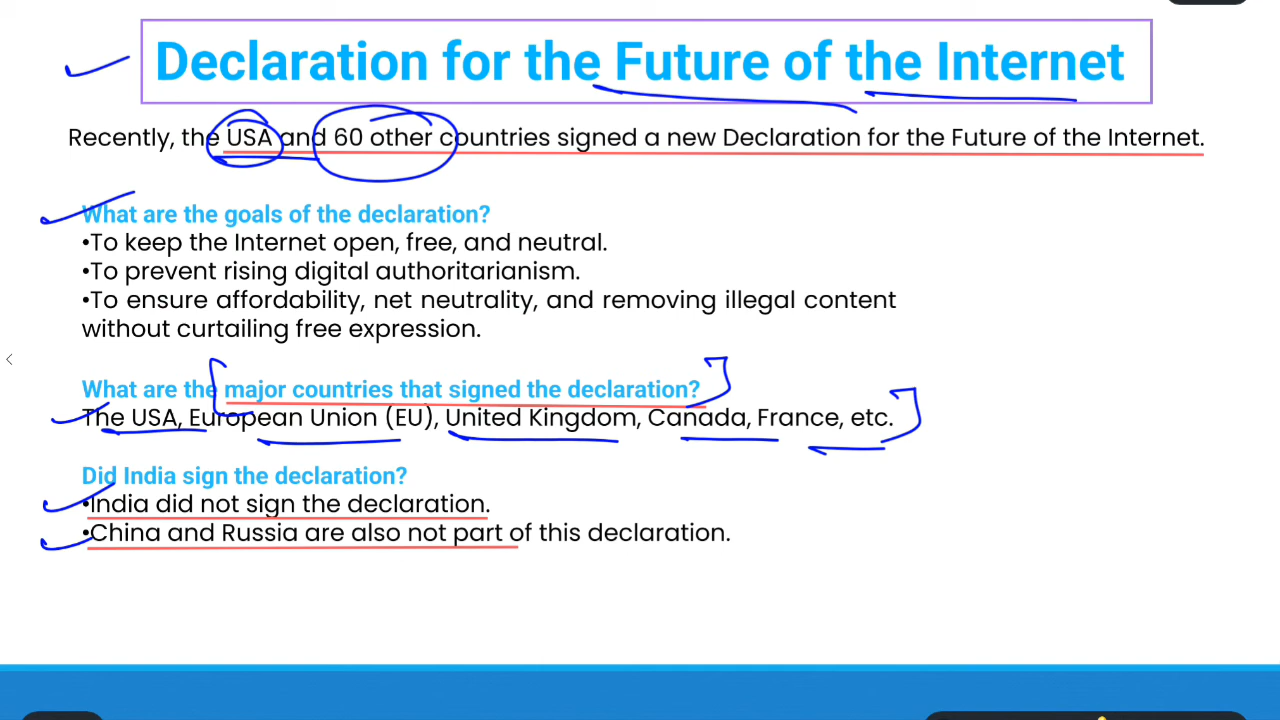 Declaration for the Future of the Internet
Recently, the USA and 60 other countries signed a new Declaration for the Future of the Internet.
What are the goals of the declaration?
•To keep the Internet open, free, and neutral.
•To prevent rising digital authoritarianism.
•To ensure affordability, net neutrality, and removing illegal content
without curtailing free expression.
What are the major countries that signed the declaration?
The USA, European Union (EU), United Kingdom, Canada, France, etc.
Did India sign the declaration?
•India did not sign the declaration.
•China and Russia are also not part of this declaration.